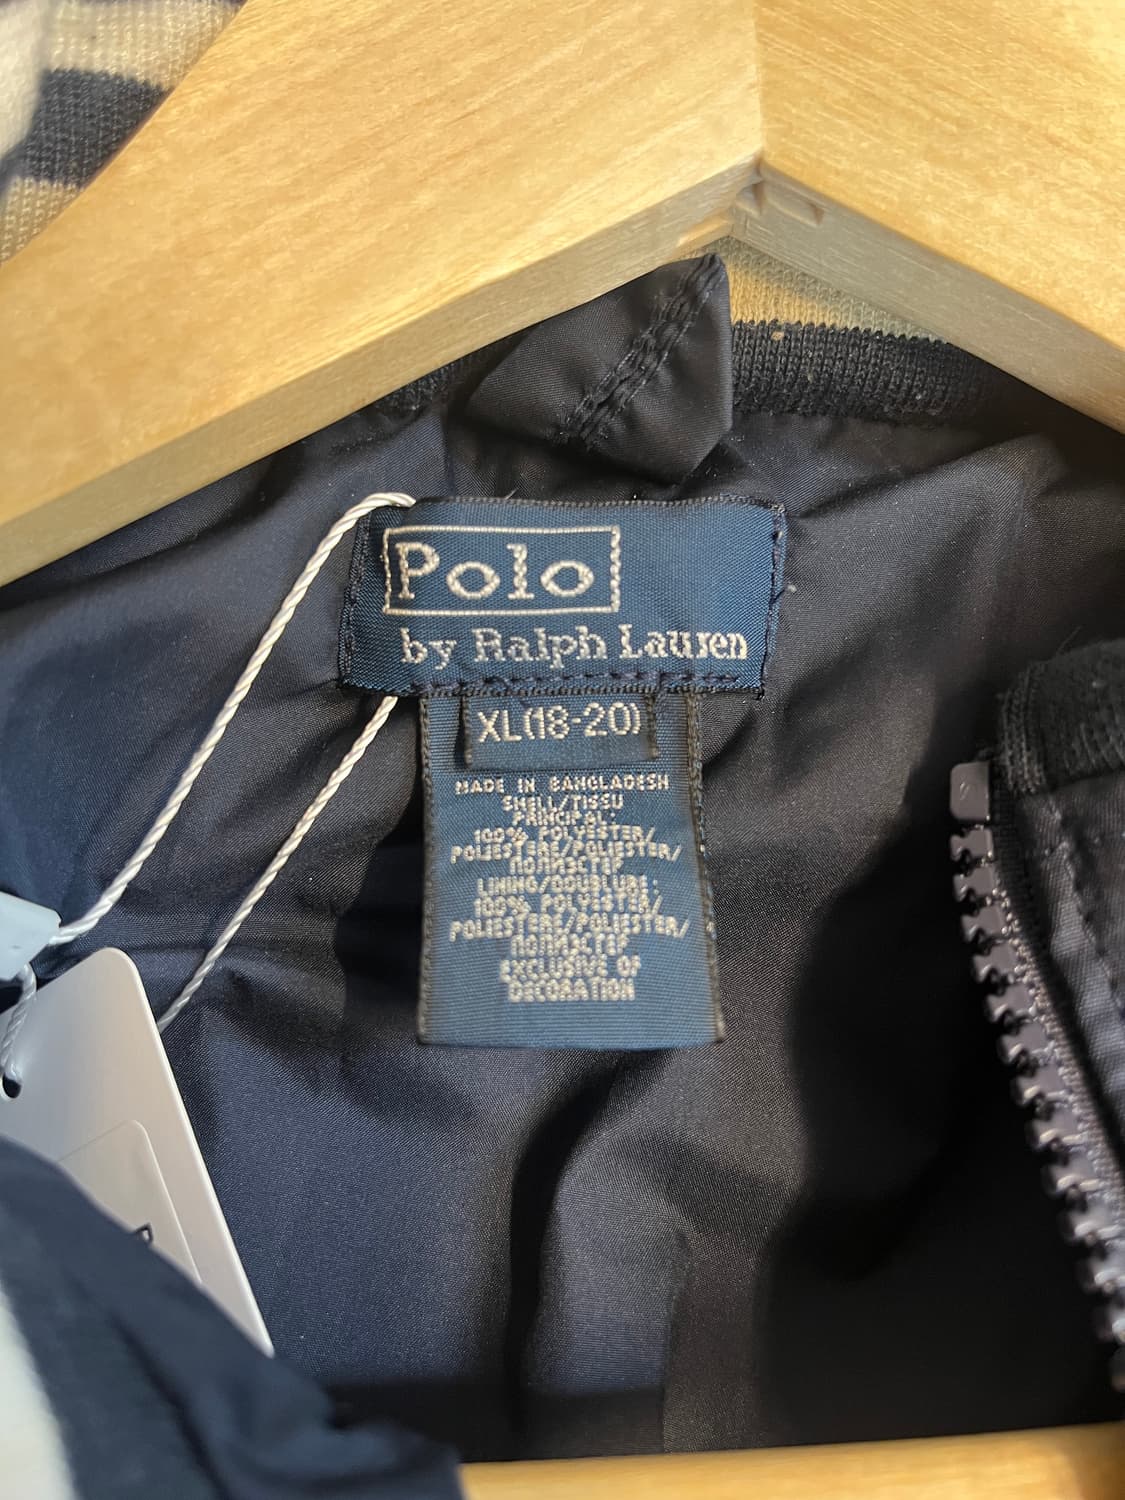 Polo
by Ralph Lauren
XL(18-20)
MADE IN BANGLADESH
SHELL/TISSU
PRINCIPAL:
100% POLYESTER/
POLIESTERE/POLIESTER/
ПОЛИЭСТЕР
LINING/DOUBLURE:
100% POLYESTER/
POLYESTERE/POLIESTER/
ПОЛИЭСТЕР
EXCLUSIVE OF
DECORATION